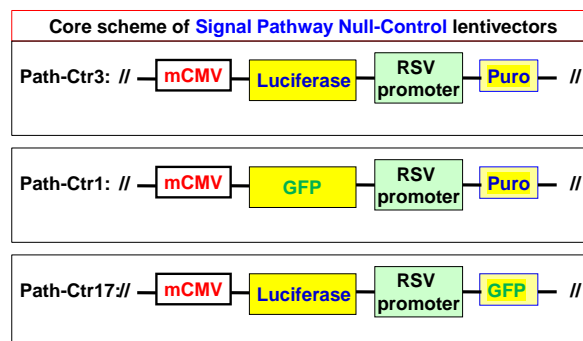 Core scheme of Signal Pathway Null-Control lentivectors
Path-Ctr3: // mCMV Luciferase RSV promoter Puro //
Path-Ctr1: // mCMV GFP RSV promoter Puro //
Path-Ctr17:// mCMV Luciferase RSV promoter GFP //